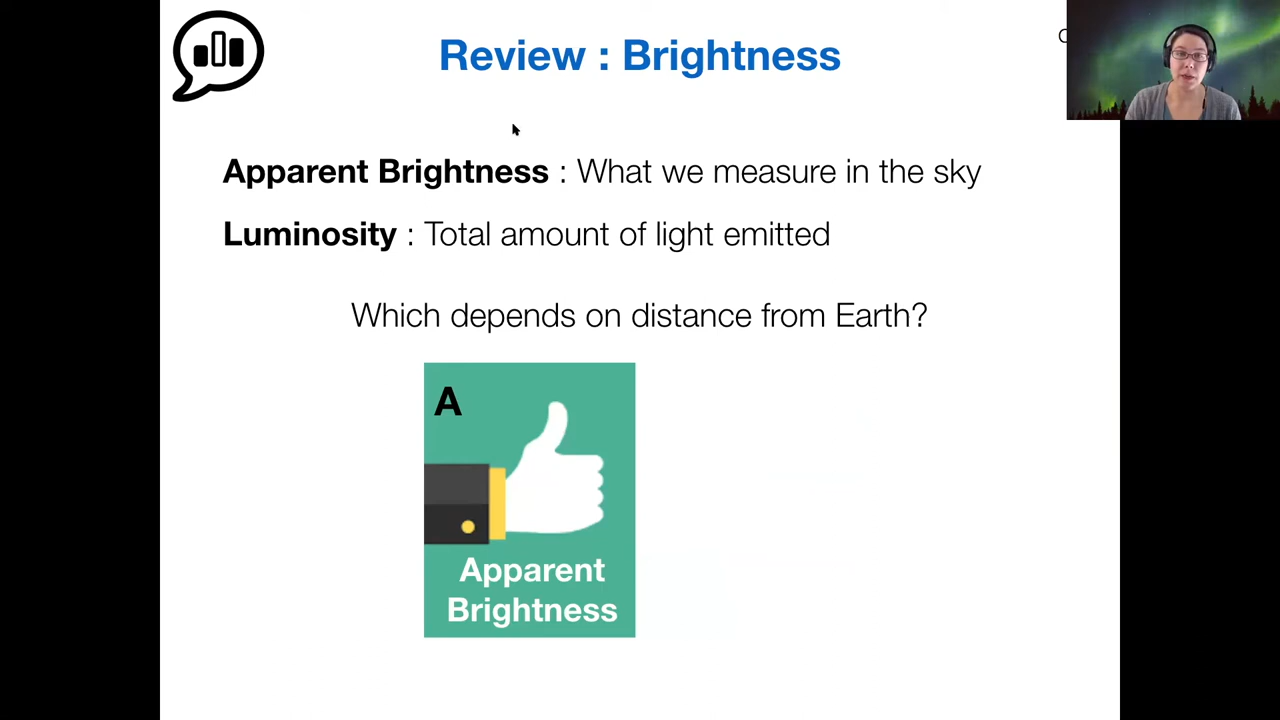 Review : Brightness
Apparent Brightness : What we measure in the sky
Luminosity : Total amount of light emitted
Which depends on distance from Earth?
A
Apparent
Brightness